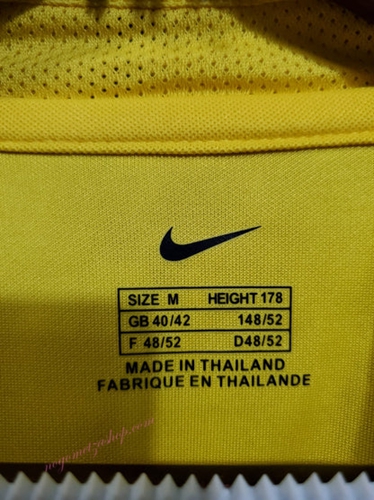 SIZE M HEIGHT 178
GB 40/42 148/52
F 48/52 D48/52
MADE IN THAILAND
FABRIQUE EN THAILANDE